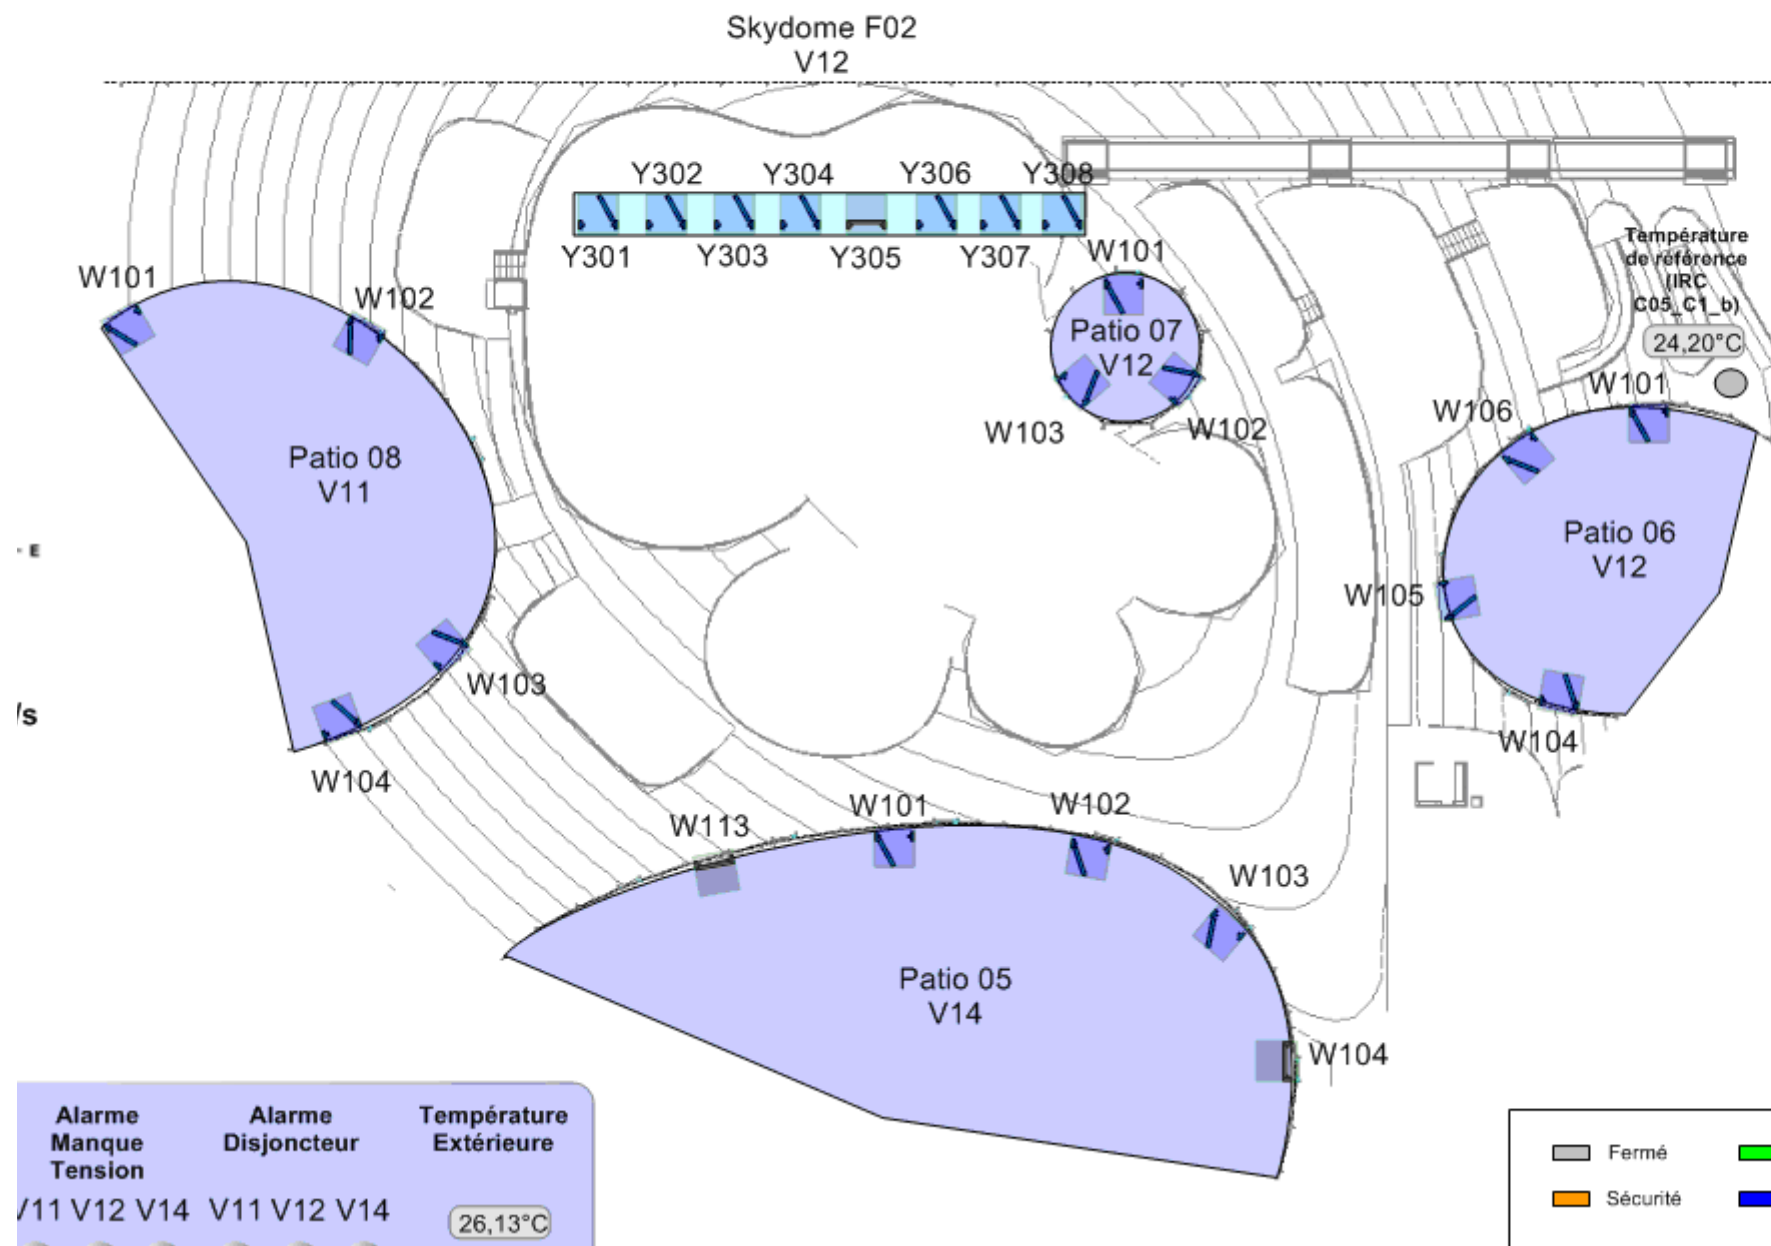 Skydome F02
V12
Y302
Y304
Y306
Y308
Y301
Y303
Y305
Y307
W101
Température
de référence
(IRC
C05_C1_b)
24,20°C
W101
W102
Patio 07
V12
W103
W102
W101
W106
Patio 08
V11
Patio 06
V12
E
W105
W103
/s
W104
W104
W113
W101
W102
W103
Patio 05
V14
W104
Alarme
Manque
Tension
Alarme
Disjoncteur
Température
Extérieure
V11 V12 V14
V11 V12 V14
26,13°C
Fermé
Sécurité